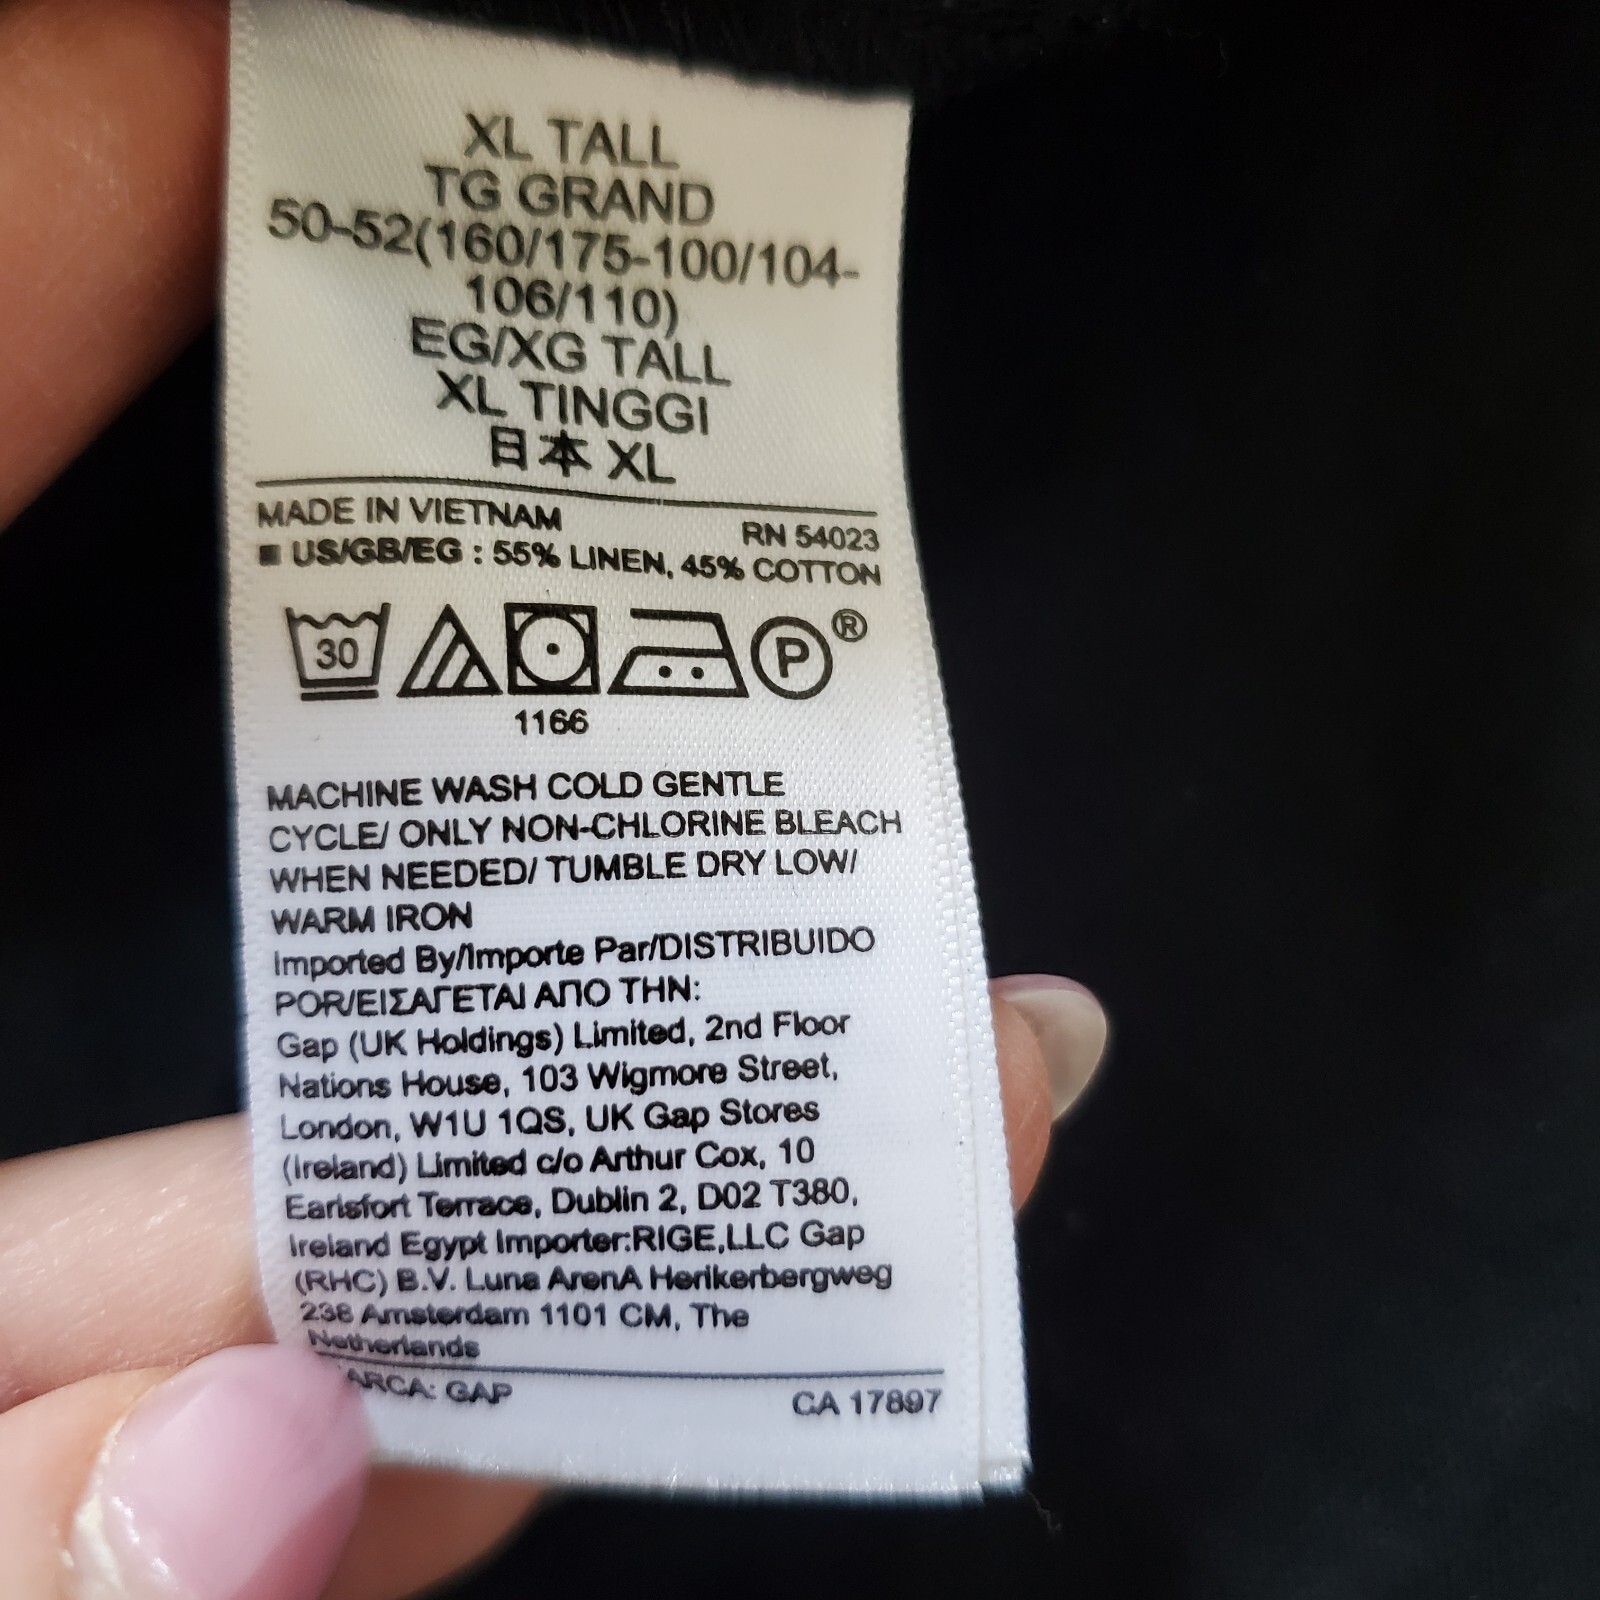 XL TALL
TG GRAND
50-52(160/175-100/104-
106/110)
EG/XG TALL
XL TINGGI
日本 XL
MADE IN VIETNAM
RN 54023
■ US/GB/EG : 55% LINEN, 45% COTTON
30
P
®
1166
MACHINE WASH COLD GENTLE
CYCLE/ ONLY NON-CHLORINE BLEACH
WHEN NEEDED/ TUMBLE DRY LOW/
WARM IRON
Imported By/Importe Par/DISTRIBUIDO
POR/ΕΙΣΑΓΕΤΑΙ ΑΠΟ ΤΗΝ:
Gap (UK Holdings) Limited, 2nd Floor
Nations House, 103 Wigmore Street,
London, W1U 1QS, UK Gap Stores
(Ireland) Limited c/o Arthur Cox, 10
Earlsfort Terrace, Dublin 2, D02 T380,
Ireland Egypt Importer:RIGE,LLC Gap
(RHC) B.V. Luna ArenA Herikerbergweg
238 Amsterdam 1101 CM, The
Netherlands
ARCA: GAP
CA 17897